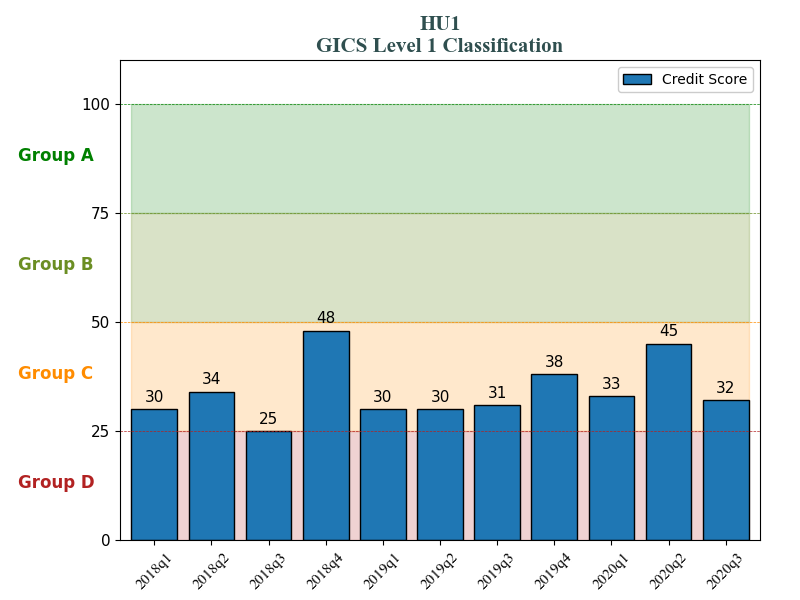 HU1
GICS Level 1 Classification
Credit Score
100
Group A
75
Group B
50
48
45
Group C
38
34
33
32
31
30
30
30
25
25
Group D
0
2018q1
2018q2
2018q3
2018q4
2019q1
2019q2
2019q3
2019q4
2020q1
2020q2
2020q3